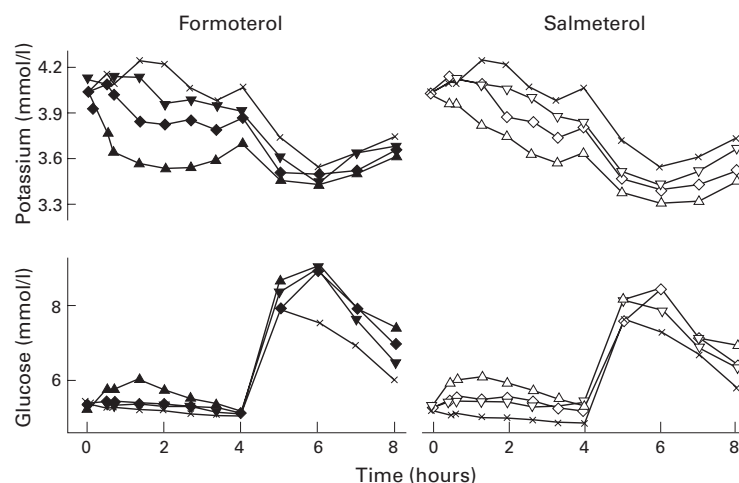 Formoterol
Salmeterol
Potassium (mmol/l)
4.2
3.9
3.6
3.3
Glucose (mmol/l)
8
6
0 2 4 6 8
0 2 4 6 8
Time (hours)